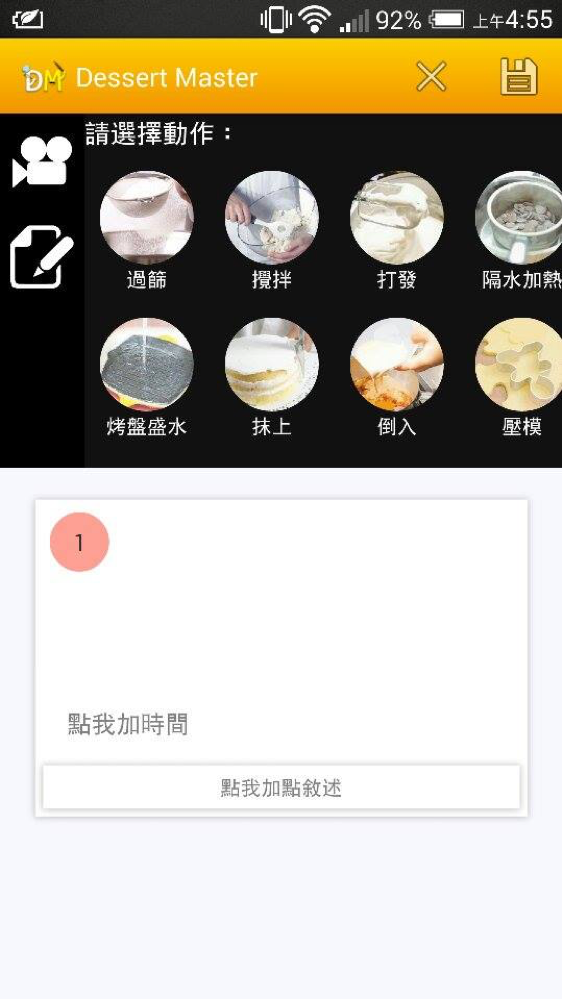 92% 上午4:55
DM Dessert Master
請選擇動作：
過篩 攪拌 打發 隔水加熱
烤盤盛水 抹上 倒入 壓模
1
點我加時間
點我加點敘述